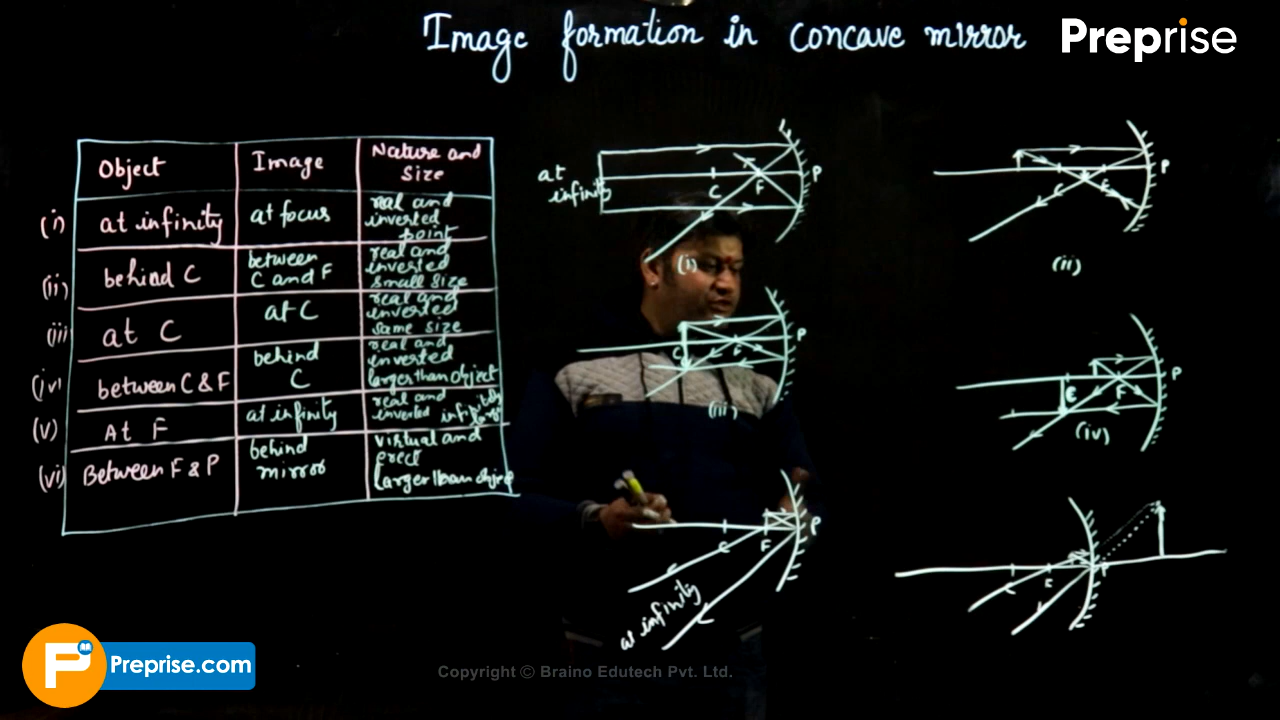 Image formation in concave mirror
Preprise
Object Image Nature and Size
(i) at infinity at focus real and inverted point
(ii) behind C between C and F real and inverted small size
(iii) at C at C real and inverted same size
(iv) between C & F behind C real and inverted larger than object
(v) At F at infinity real and inverted infinitely large
(vi) Between F & P behind mirror virtual and erect Larger than object
at infinity
C F P
(i)
C F P
(ii)
C F P
(iii)
C F P
(iv)
C F P
at infinity
C F P
P Preprise.com
Copyright © Braino Edutech Pvt. Ltd.